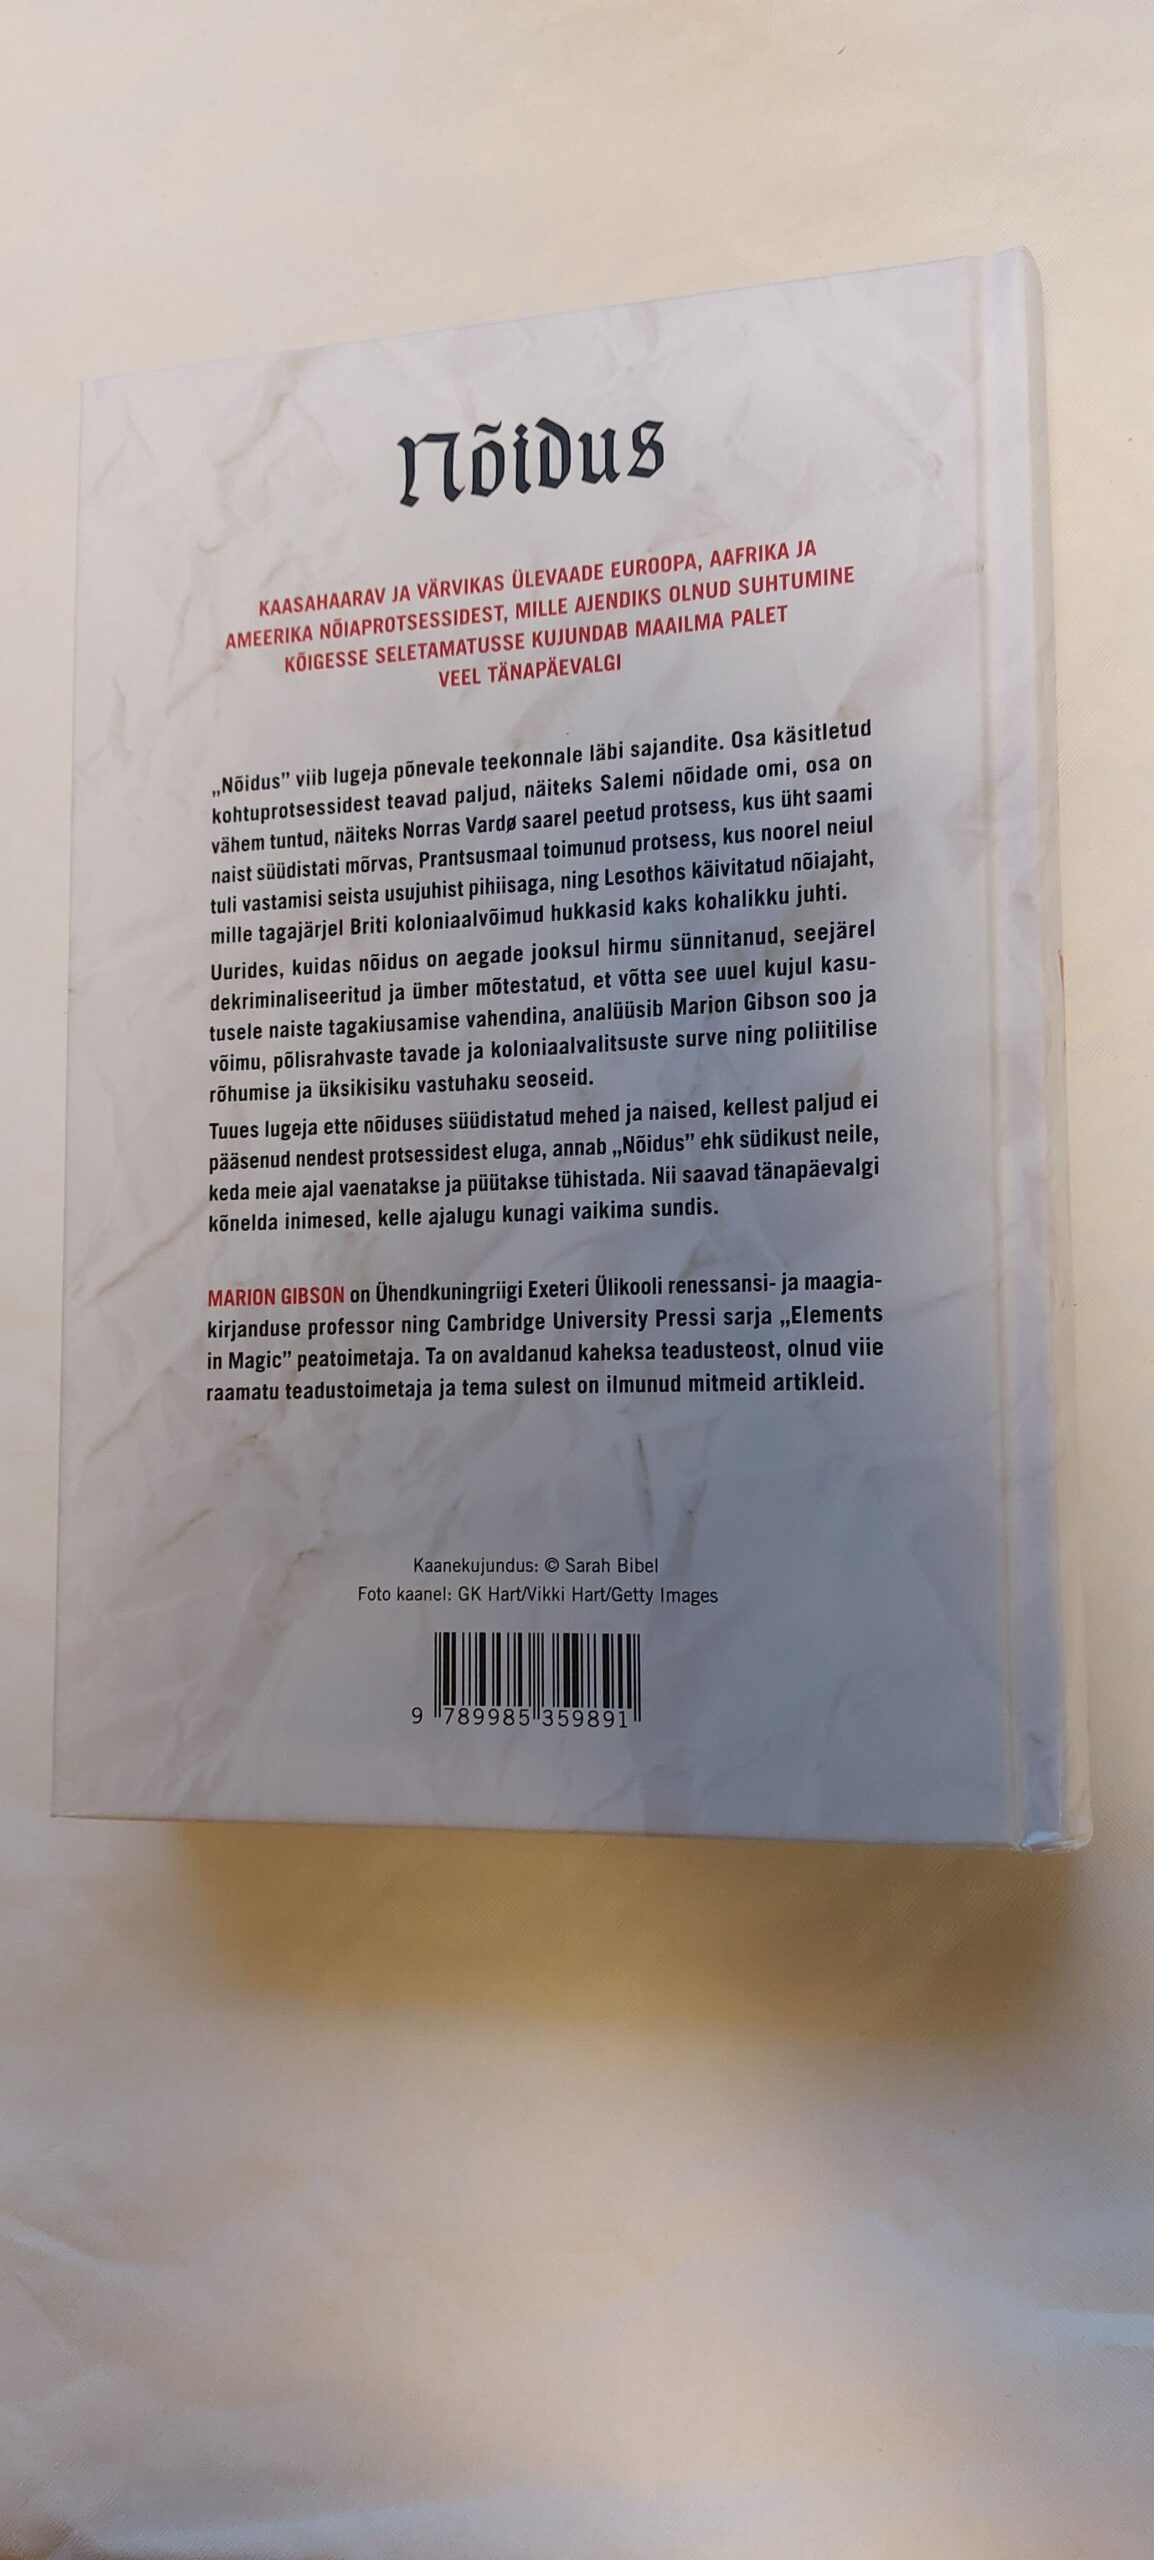 Nõidus
KAASAHAARAV JA VÄRVIKAS ÜLEVAADE EUROOPA, AAFRIKA JA
AMEERIKA NÕIAPROTSESSIDEST, MILLE AJENDIKS OLNUD SUHTUMINE
KÕIGESSE SELETAMATUSSE KUJUNDAB MAAILMA PALET
VEEL TÄNAPÄEVALGI
„Nõidus” viib lugeja põnevale teekonnale läbi sajandite. Osa käsitletud
kohtuprotsessidest teavad paljud, näiteks Salemi nõidade omi, osa on
vähem tuntud, näiteks Norras Vardø saarel peetud protsess, kus üht saami
naist süüdistati mõrvas, Prantsusmaal toimunud protsess, kus noorel neiul
tuli vastamisi seista usujuhist pihiisaga, ning Lesothos käivitatud nõiajaht,
mille tagajärjel Briti koloniaalvõimud hukkasid kaks kohalikku juhti.
Uurides, kuidas nõidus on aegade jooksul hirmu sünnitanud, seejärel
dekriminaliseeritud ja ümber mõtestatud, et võtta see uuel kujul kasu-
tusele naiste tagakiusamise vahendina, analüüsib Marion Gibson soo ja
võimu, põlisrahvaste tavade ja koloniaalvalitsuste surve ning poliitilise
rõhumise ja üksikisiku vastuhaku seoseid.
Tuues lugeja ette nõiduses süüdistatud mehed ja naised, kellest paljud ei
pääsenud nendest protsessidest eluga, annab „Nõidus” ehk südikust neile,
keda meie ajal vaenatakse ja püütakse tühistada. Nii saavad tänapäevalgi
kõnelda inimesed, kelle ajalugu kunagi vaikima sundis.
MARION GIBSON on Ühendkuningriigi Exeteri Ülikooli renessansi- ja maagia-
kirjanduse professor ning Cambridge University Pressi sarja „Elements
in Magic” peatoimetaja. Ta on avaldanud kaheksa teadusteost, olnud viie
raamatu teadustoimetaja ja tema sulest on ilmunud mitmeid artikleid.
Kaanekujundus: © Sarah Bibel
Foto kaanel: GK Hart/Vikki Hart/Getty Images
9 789985 359891